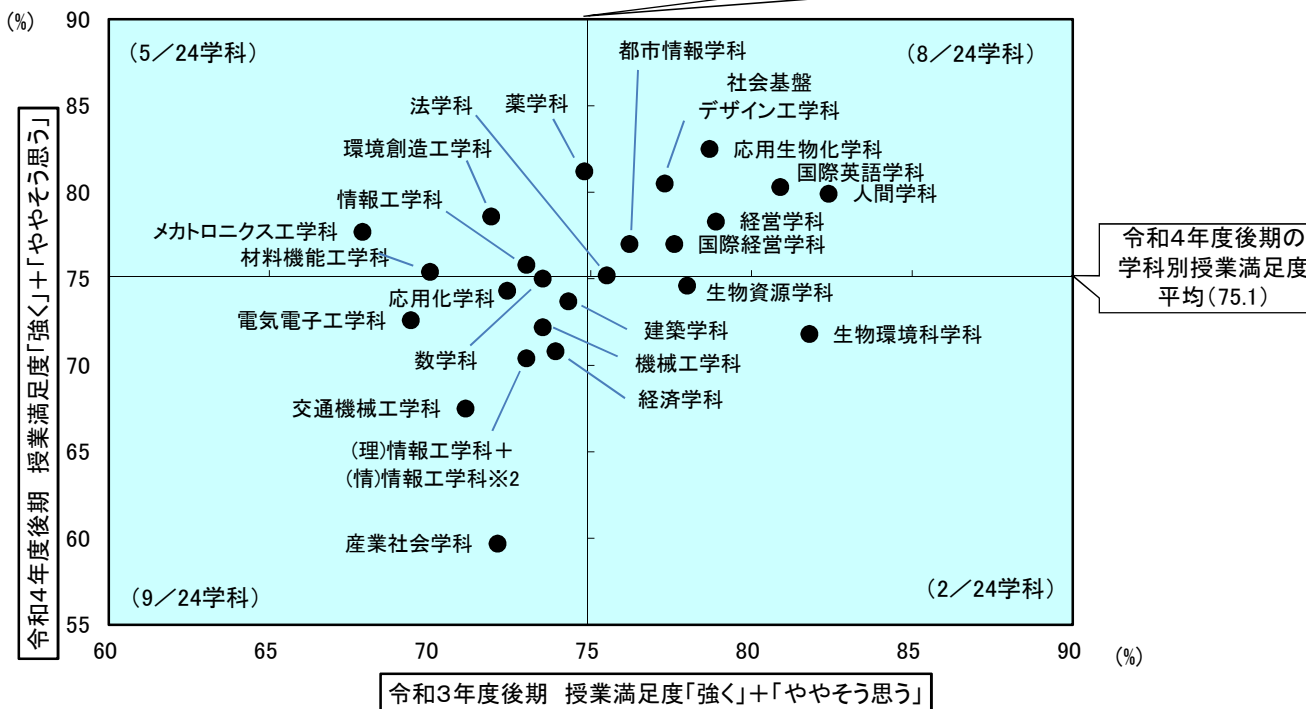 (%)
90
85
80
75
70
65
60
55
令和4年度後期 授業満足度「強く」+「ややそう思う」
(5/24学科)
(8/24学科)
都市情報学科
社会基盤
デザイン工学科
法学科
薬学科
環境創造工学科
応用生物化学科
国際英語学科
人間学科
情報工学科
経営学科
メカトロニクス工学科
国際経営学科
材料機能工学科
令和4年度後期の
学科別授業満足度
平均(75.1)
応用化学科
生物資源学科
電気電子工学科
建築学科
生物環境科学科
数学科
機械工学科
経済学科
交通機械工学科
(理)情報工学科+
(情)情報工学科※2
産業社会学科
(9/24学科)
(2/24学科)
60
65
70
75
80
85
90
(%)
令和3年度後期 授業満足度「強く」+「ややそう思う」